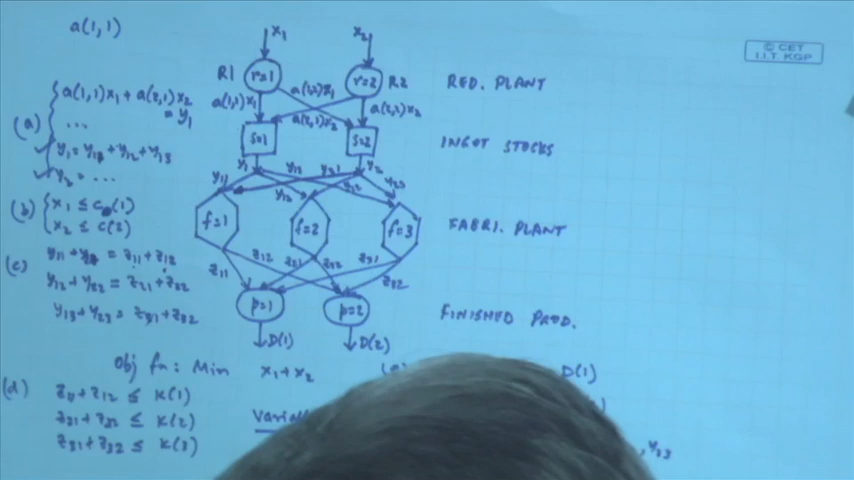 a(1,1)
x1
x2
© CET
I.I.T. KGP
R1
r=1
r=2
R2
RED. PLANT
a(1,1)x1
a(1,2)x1
a(2,1)x2
a(2,2)x2
(a)
a(1,1)x1 + a(2,1)x2
= y1
...
y1 = y11 + y12 + y13
y2 = ...
s=1
s=2
INGOT STOCKS
y1
y2
y11
y12
y21
y13
y22
y23
(b)
x1 ≤ c(1)
x2 ≤ c(2)
f=1
f=2
f=3
FABRI. PLANT
(c)
y11 + y21 = z11 + z12
y12 + y22 = z21 + z22
y13 + y23 = z31 + z32
z11
z12
z21
z22
z31
z32
p=1
p=2
FINISHED PROD.
D(1)
D(2)
Obj fn: Min x1 + x2
D(1)
(d)
z11 + z12 ≤ K(1)
z21 + z22 ≤ K(2)
z31 + z32 ≤ K(3)
, y23